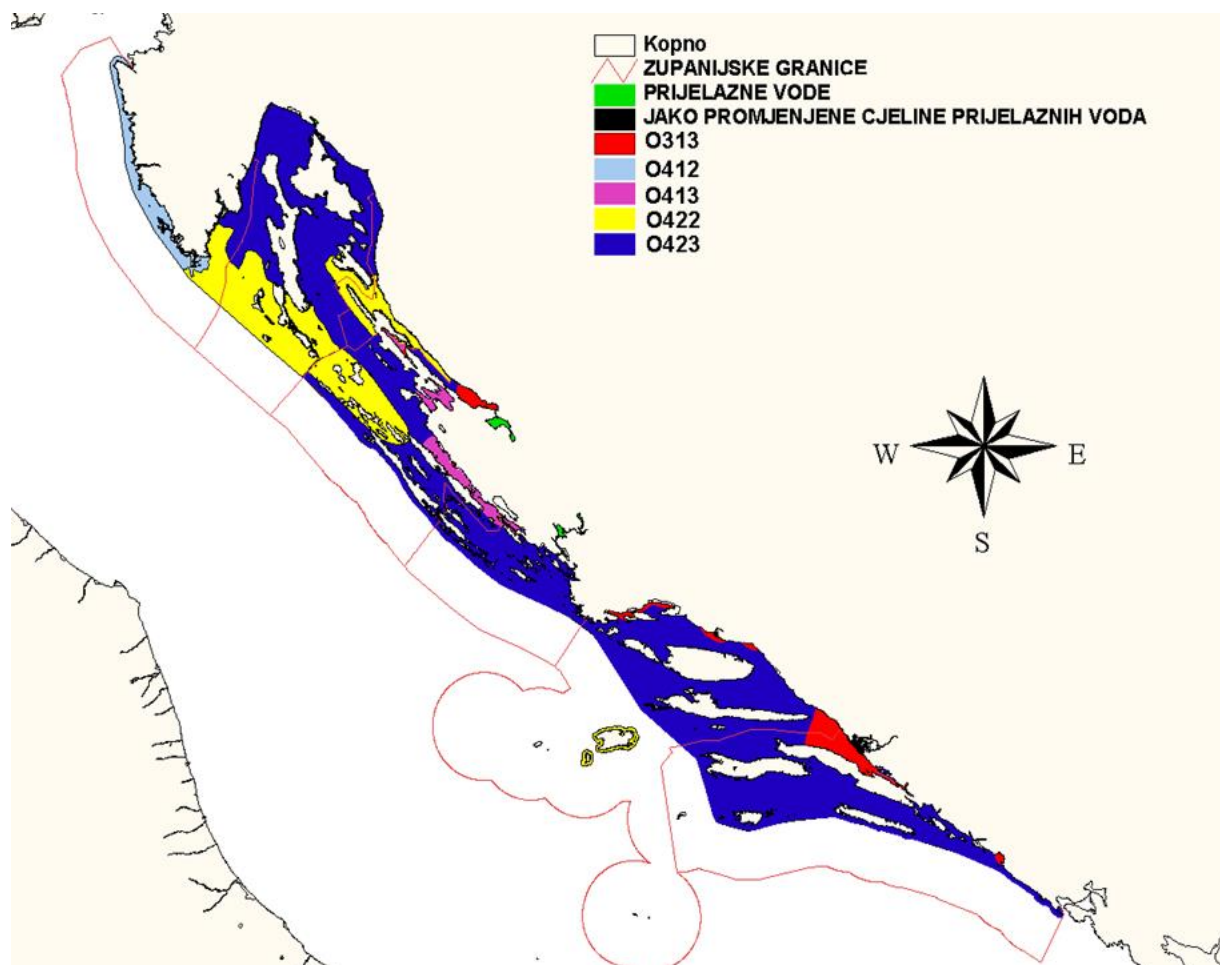 Kopno
ZUPANIJSKE GRANICE
PRIJELAZNE VODE
JAKO PROMJENJENE CJELINE PRIJELAZNIH VODA
O313
O412
O413
O422
O423
W
E
S